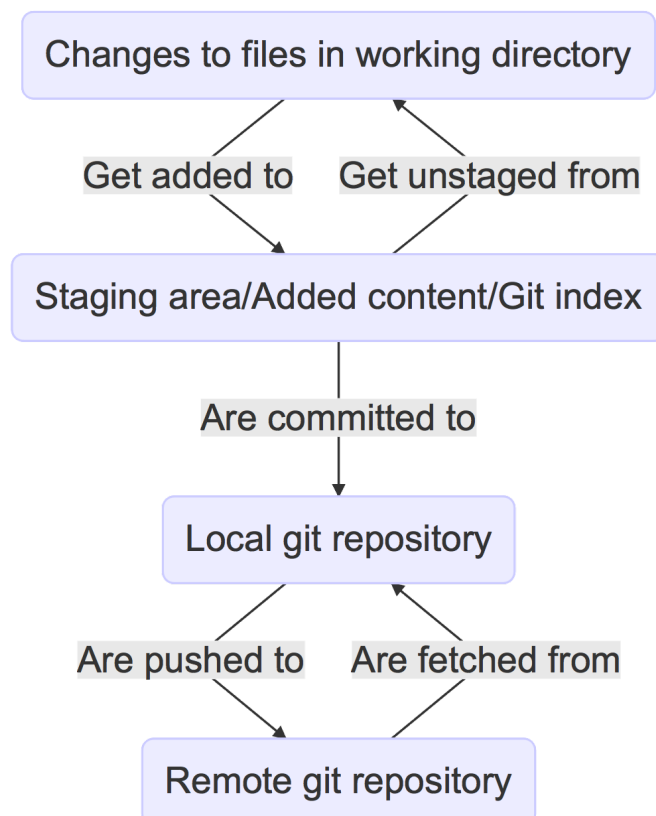 Changes to files in working directory
Get added to
Get unstaged from
Staging area/Added content/Git index
Are committed to
Local git repository
Are pushed to
Are fetched from
Remote git repository